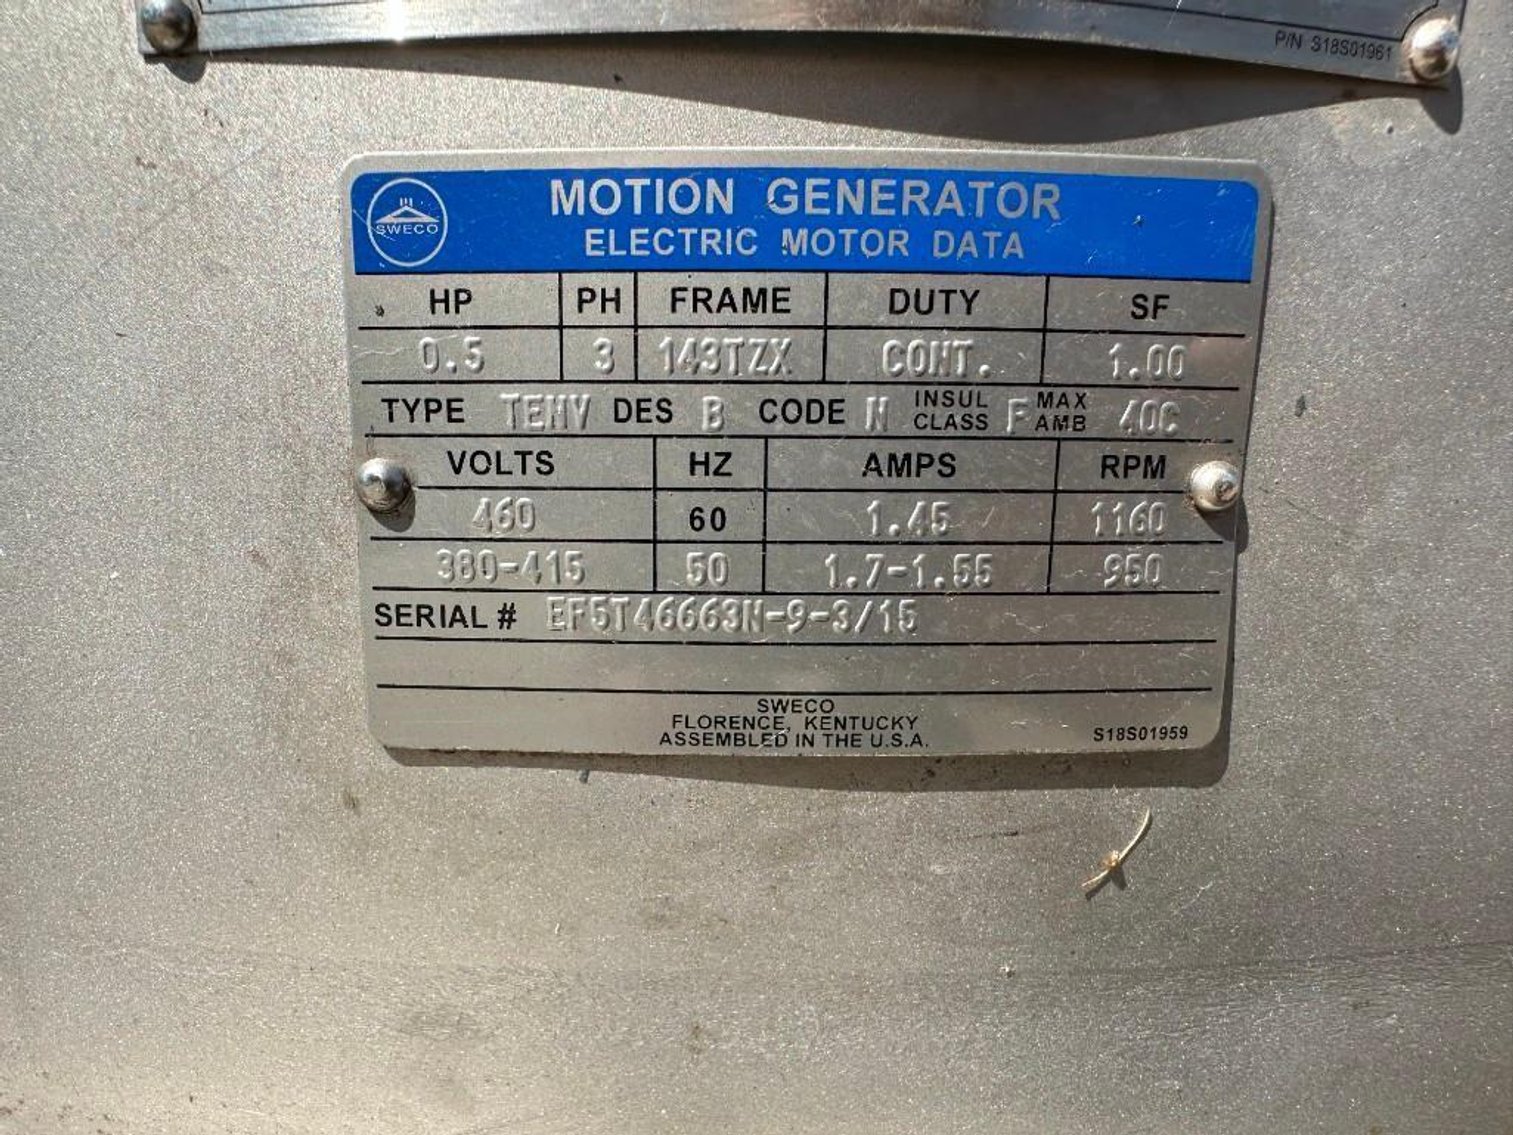 P/N S18S01961
SWECO
MOTION GENERATOR
ELECTRIC MOTOR DATA
HP PH FRAME DUTY SF
0.5 3 143TZX CONT. 1.00
TYPE TENV DES B CODE N INSUL CLASS F MAX AMB 40C
VOLTS HZ AMPS RPM
460 60 1.45 1160
380-415 50 1.7-1.55 950
SERIAL # EF5T46663N-9-3/15
SWECO
FLORENCE, KENTUCKY
ASSEMBLED IN THE U.S.A.
S18S01959